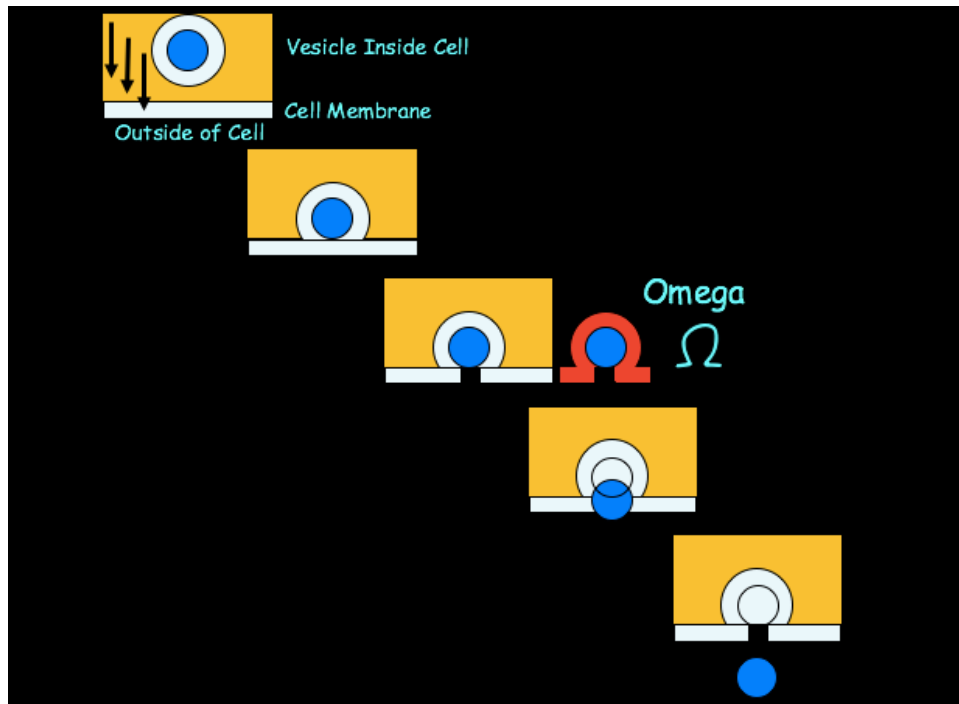 Vesicle Inside Cell
Cell Membrane
Outside of Cell
Omega
Ω